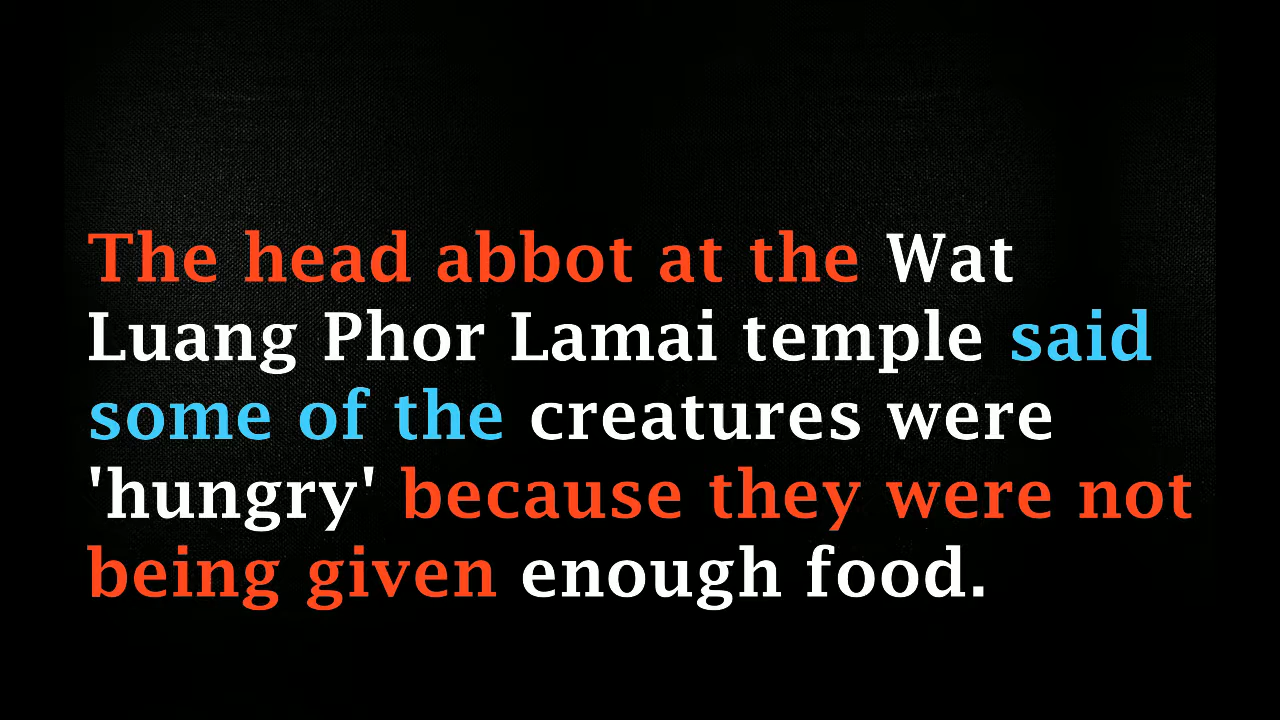 The head abbot at the Wat
Luang Phor Lamai temple said
some of the creatures were
'hungry' because they were not
being given enough food.